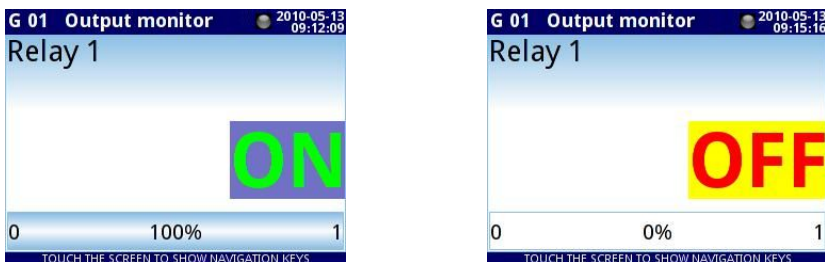 G 01 Output monitor 2010-05-13
09:12:09
Relay 1
ON
0 100% 1
TOUCH THE SCREEN TO SHOW NAVIGATION KEYS
G 01 Output monitor 2010-05-13
09:15:16
Relay 1
OFF
0 0% 1
TOUCH THE SCREEN TO SHOW NAVIGATION KEYS